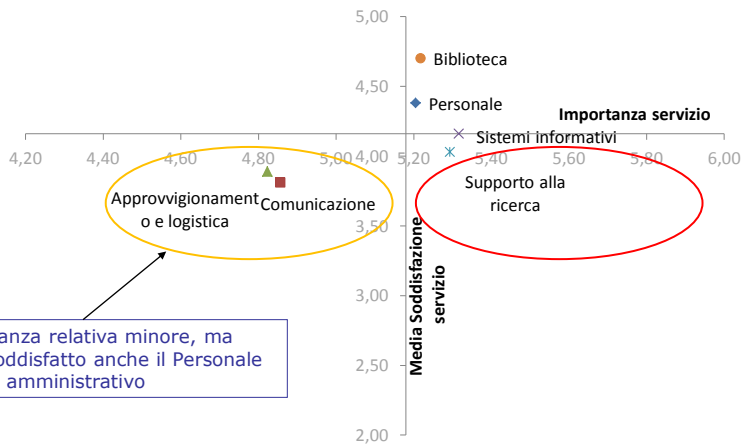 5,00
Biblioteca
4,50
Personale
Importanza servizio
Sistemi informativi
4,20 4,40 4,60 4,80 5,00 4,00 5,20 5,40 5,60 5,80 6,00
Supporto alla
ricerca
Approvvigionament
o e logistica
Comunicazione
3,50
Media Soddisfazione
servizio
3,00
anza relativa minore, ma
oddisfatto anche il Personale
amministrativo
2,50
2,00